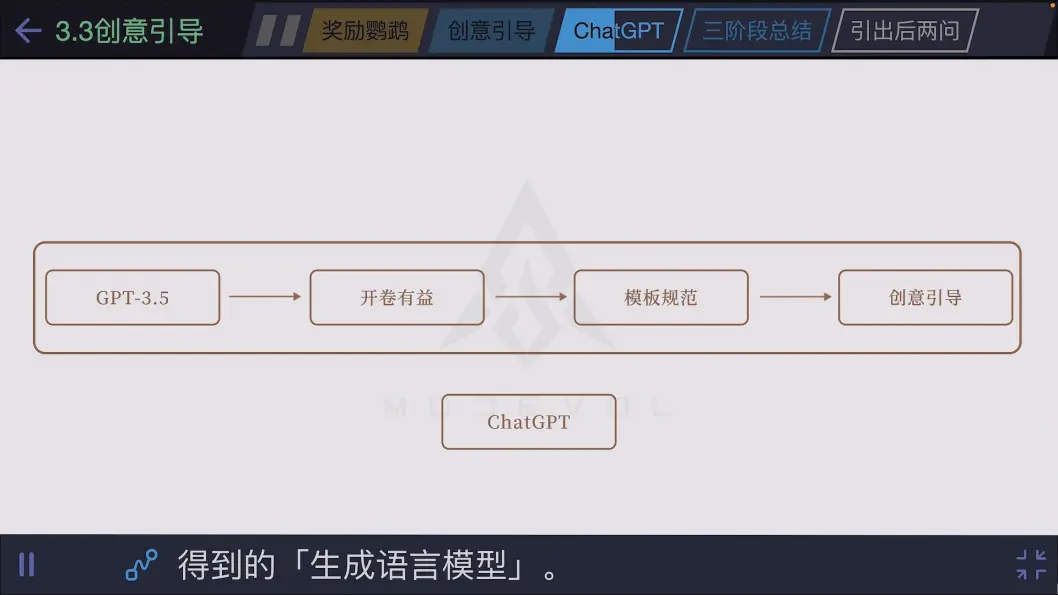 3.3创意引导
奖励鹦鹉
创意引导
ChatGPT
三阶段总结
引出后两问
GPT-3.5
开卷有益
模板规范
创意引导
ChatGPT
得到的「生成语言模型」。